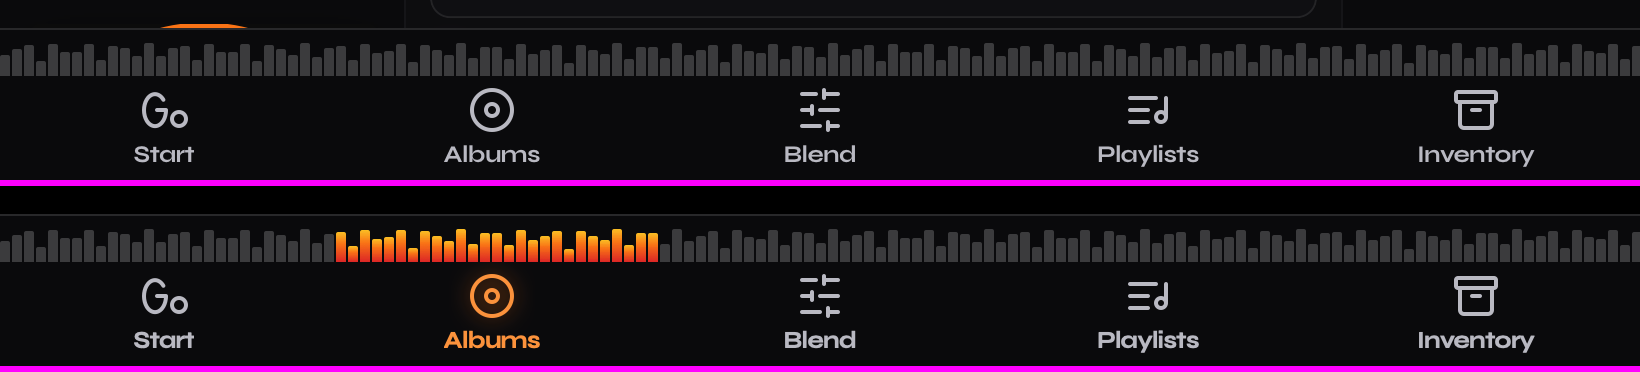 Go
Start
Albums
Blend
Playlists
Inventory
Go
Start
Albums
Blend
Playlists
Inventory